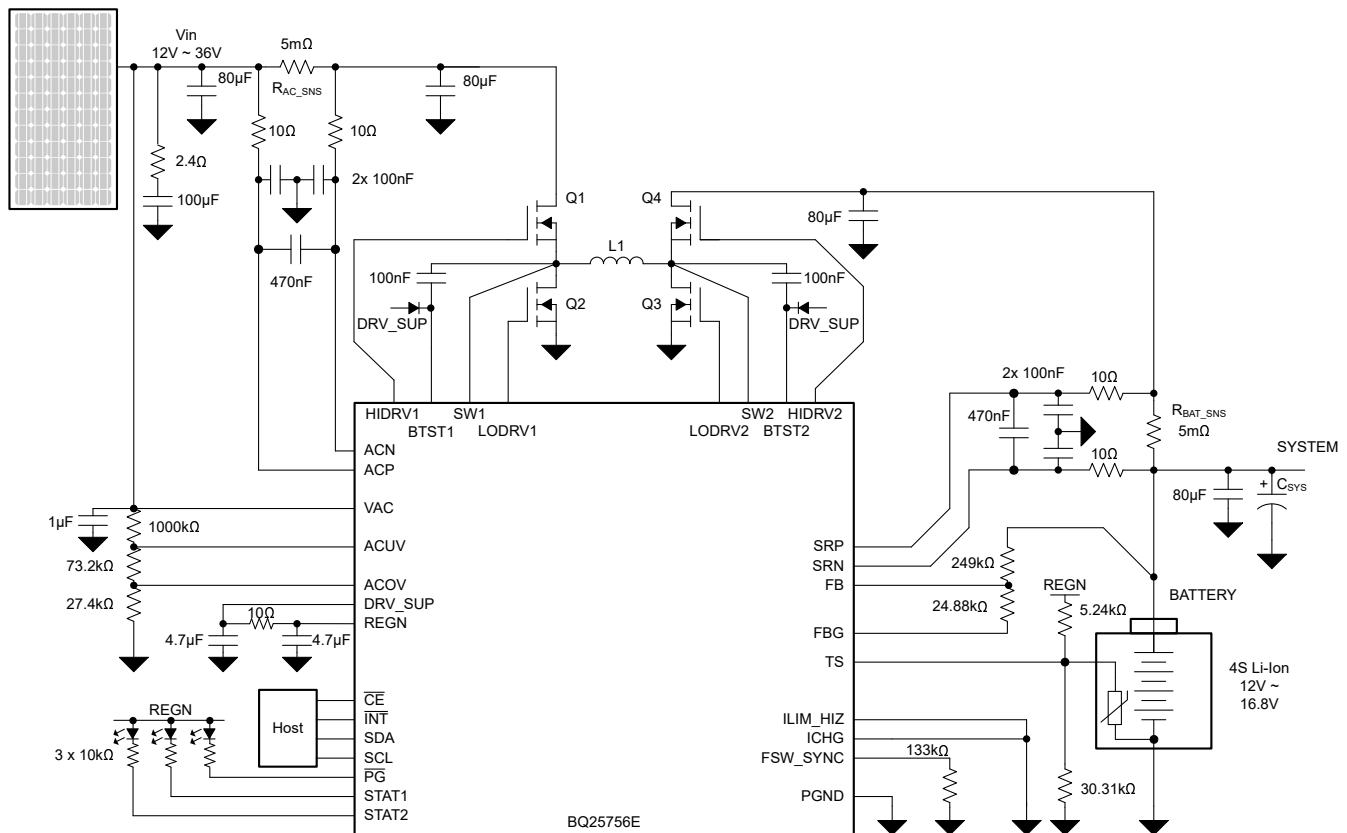 Vin
12V ~ 36V
5mΩ
80µF
R_AC_SNS
80µF
10Ω
10Ω
2.4Ω
2x 100nF
100µF
Q1
Q4
80µF
470nF
L1
100nF
100nF
Q2
Q3
DRV_SUP
DRV_SUP
2x 100nF
10Ω
470nF
R_BAT_SNS
5mΩ
10Ω
SYSTEM
80µF
+
C_SYS
HIDRV1
BTST1
SW1
LODRV1
LODRV2
SW2
BTST2
HIDRV2
ACN
ACP
VAC
1µF
1000kΩ
ACUV
73.2kΩ
ACOV
27.4kΩ
DRV_SUP
10Ω
REGN
4.7µF
4.7µF
SRP
SRN
249kΩ
FB
24.88kΩ
FBG
REGN
5.24kΩ
BATTERY
TS
4S Li-Ion
12V ~
16.8V
REGN
Host
CE
INT
SDA
SCL
3 x 10kΩ
PG
STAT1
STAT2
ILIM_HIZ
ICHG
133kΩ
FSW_SYNC
PGND
30.31kΩ
BQ25756E